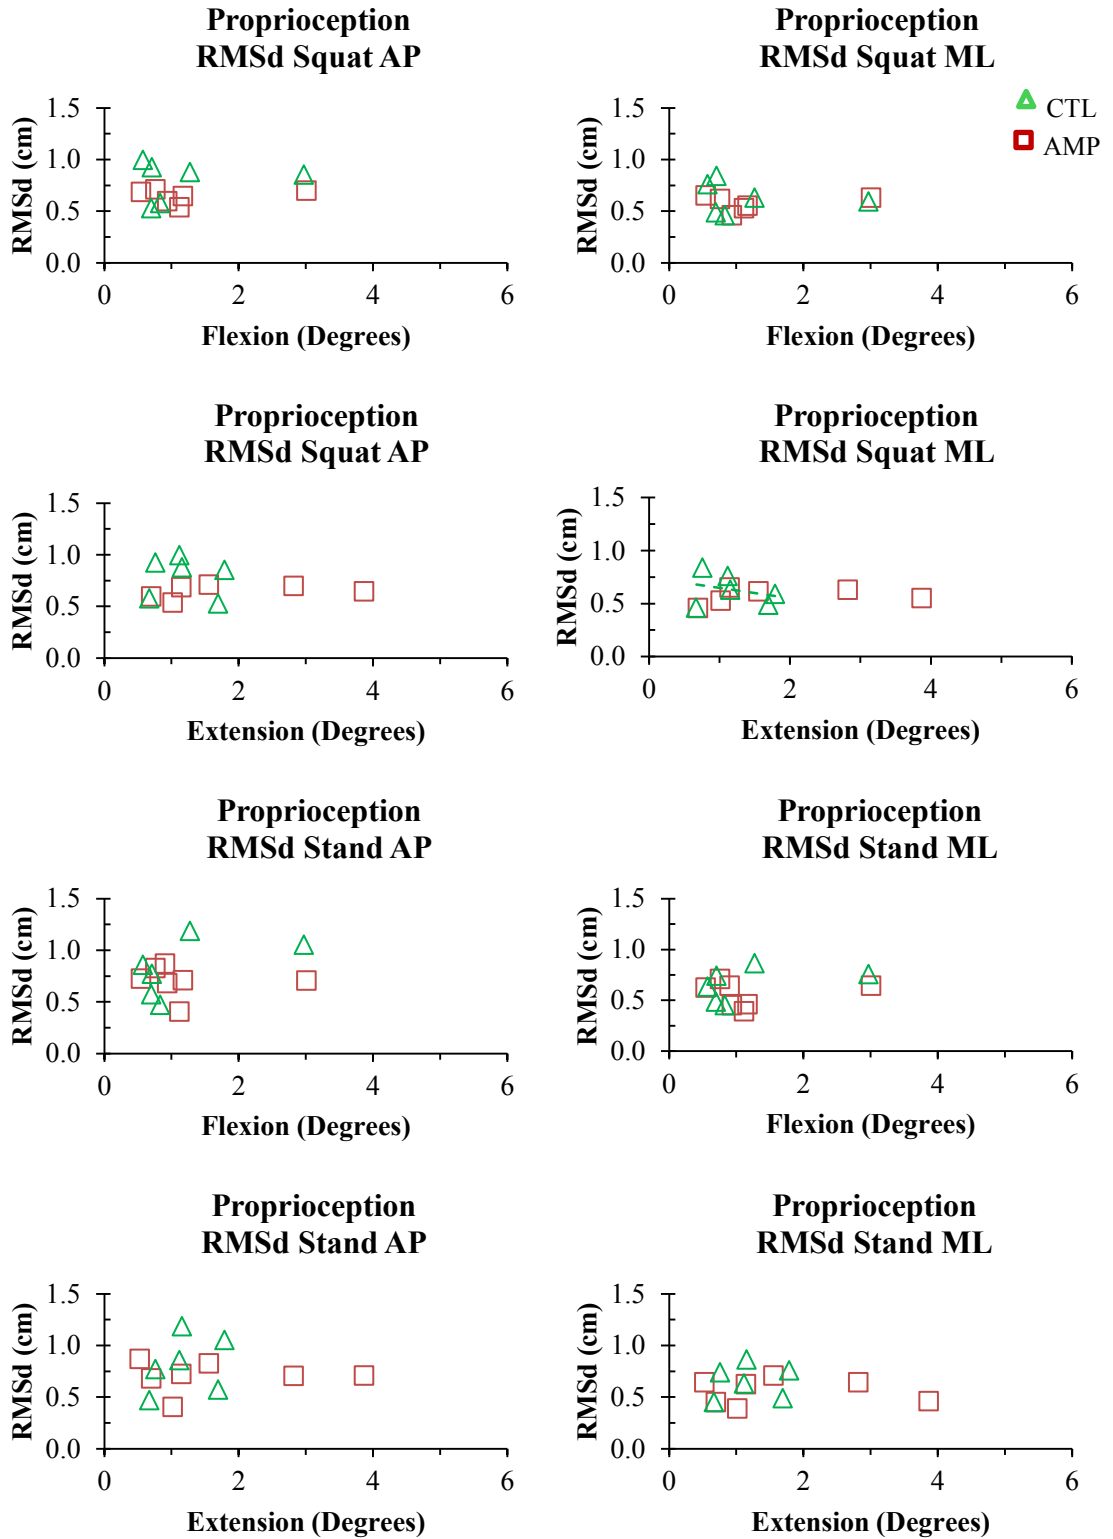 Proprioception
RMSd Squat AP
1.5
1.0
0.5
0.0
RMSd (cm)
0 2 4 6
Flexion (Degrees)
Proprioception
RMSd Squat ML
CTL
AMP
1.5
1.0
0.5
0.0
RMSd (cm)
0 2 4 6
Flexion (Degrees)
Proprioception
RMSd Squat AP
1.5
1.0
0.5
0.0
RMSd (cm)
0 2 4 6
Extension (Degrees)
Proprioception
RMSd Squat ML
1.5
1.0
0.5
0.0
RMSd (cm)
0 2 4 6
Extension (Degrees)
Proprioception
RMSd Stand AP
1.5
1.0
0.5
0.0
RMSd (cm)
0 2 4 6
Flexion (Degrees)
Proprioception
RMSd Stand ML
1.5
1.0
0.5
0.0
RMSd (cm)
0 2 4 6
Flexion (Degrees)
Proprioception
RMSd Stand AP
1.5
1.0
0.5
0.0
RMSd (cm)
0 2 4 6
Extension (Degrees)
Proprioception
RMSd Stand ML
1.5
1.0
0.5
0.0
RMSd (cm)
0 2 4 6
Extension (Degrees)